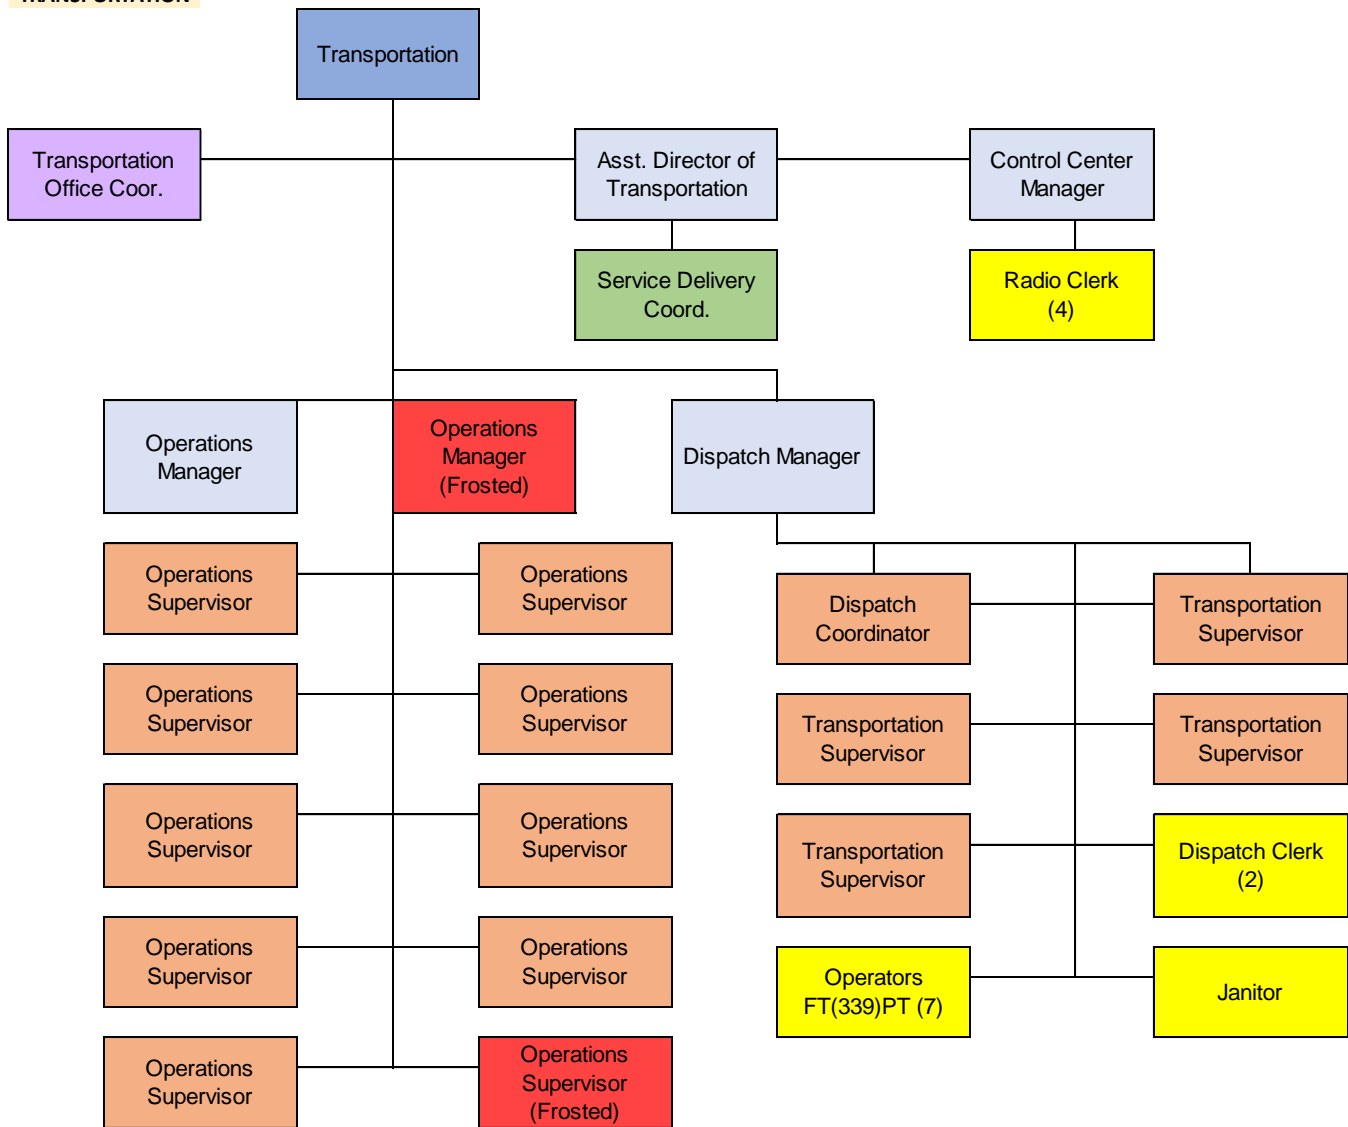 TRANSPORTATION
Transportation
Transportation
Office Coor.
Asst. Director of
Transportation
Control Center
Manager
Service Delivery
Coord.
Radio Clerk
(4)
Operations
Manager
Operations
Manager
(Frosted)
Dispatch Manager
Operations
Supervisor
Operations
Supervisor
Dispatch
Coordinator
Transportation
Supervisor
Operations
Supervisor
Operations
Supervisor
Transportation
Supervisor
Transportation
Supervisor
Operations
Supervisor
Operations
Supervisor
Transportation
Supervisor
Dispatch Clerk
(2)
Operations
Supervisor
Operations
Supervisor
Operators
FT(339)PT (7)
Janitor
Operations
Supervisor
Operations
Supervisor
(Frosted)